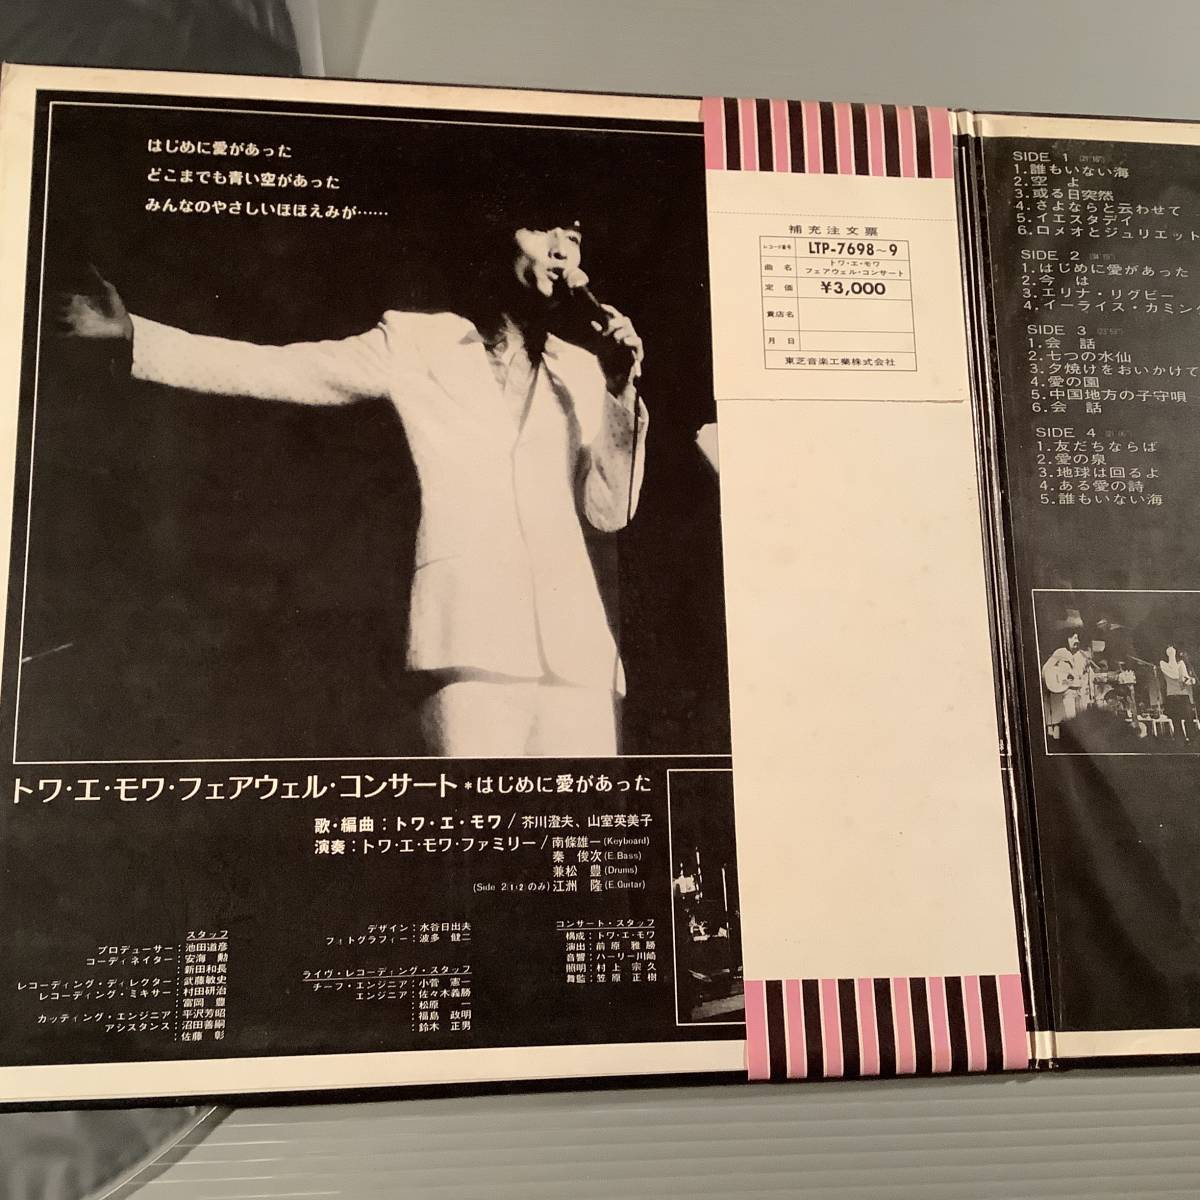 はじめに愛があった
どこまでも青い空があった
みんなのやさしいほほえみが……
補充注文票
レコード番号 LTP-7698~9
曲名 トワ・エ・モワ
フェアウェル・コンサート
定価 ¥3,000
貴店名
月日
東芝音楽工業株式会社
トワ・エ・モワ・フェアウェル・コンサート*はじめに愛があった
歌・編曲:トワ・エ・モワ/芥川澄夫、山室英美子
演奏:トワ・エ・モワ・ファミリー/南條雄一(Keyboard)
秦 俊次(E.Bass)
兼松 豊(Drums)
(Side 2/1・2のみ)江洲 隆(E.Guitar)
スタッフ
プロデューサー:池田道彦
コーディネイター:安海 勲
:新田和長
レコーディング・ディレクター:武藤敏史
レコーディング・ミキサー:村田研治
:富岡 豊
カッティング・エンジニア:平沢芳昭
アシスタンス:沼田善嗣
:佐藤 彰
デザイン:水谷日出夫
フォトグラフィー:波多 健二
ライヴ・レコーディング・スタッフ
チーフ・エンジニア:小菅 憲一
エンジニア:佐々木義勝
:松原 一
:福島 政明
:鈴木 正男
コンサート・スタッフ
構成:トワ・エ・モワ
演出:前原 雅勝
音響:ハーリー川崎
照明:村上 宗久
舞監:笠原 正樹
SIDE 1
1.誰もいない海
2.空 よ
3.或る日突然
4.さよならと云わせて
5.イエスタデイ
6.ロメオとジュリエット
SIDE 2
1.はじめに愛があった
2.今 は
3.エリナ・リグビー
4.イーライス・カミン
SIDE 3 (23'59")
1.会 話
2.七つの水仙
3.夕焼けをおいかけて
4.愛の園
5.中国地方の子守唄
6.会 話
SIDE 4
1.友だちならば
2.愛の泉
3.地球は回るよ
4.ある愛の詩
5.誰もいない海